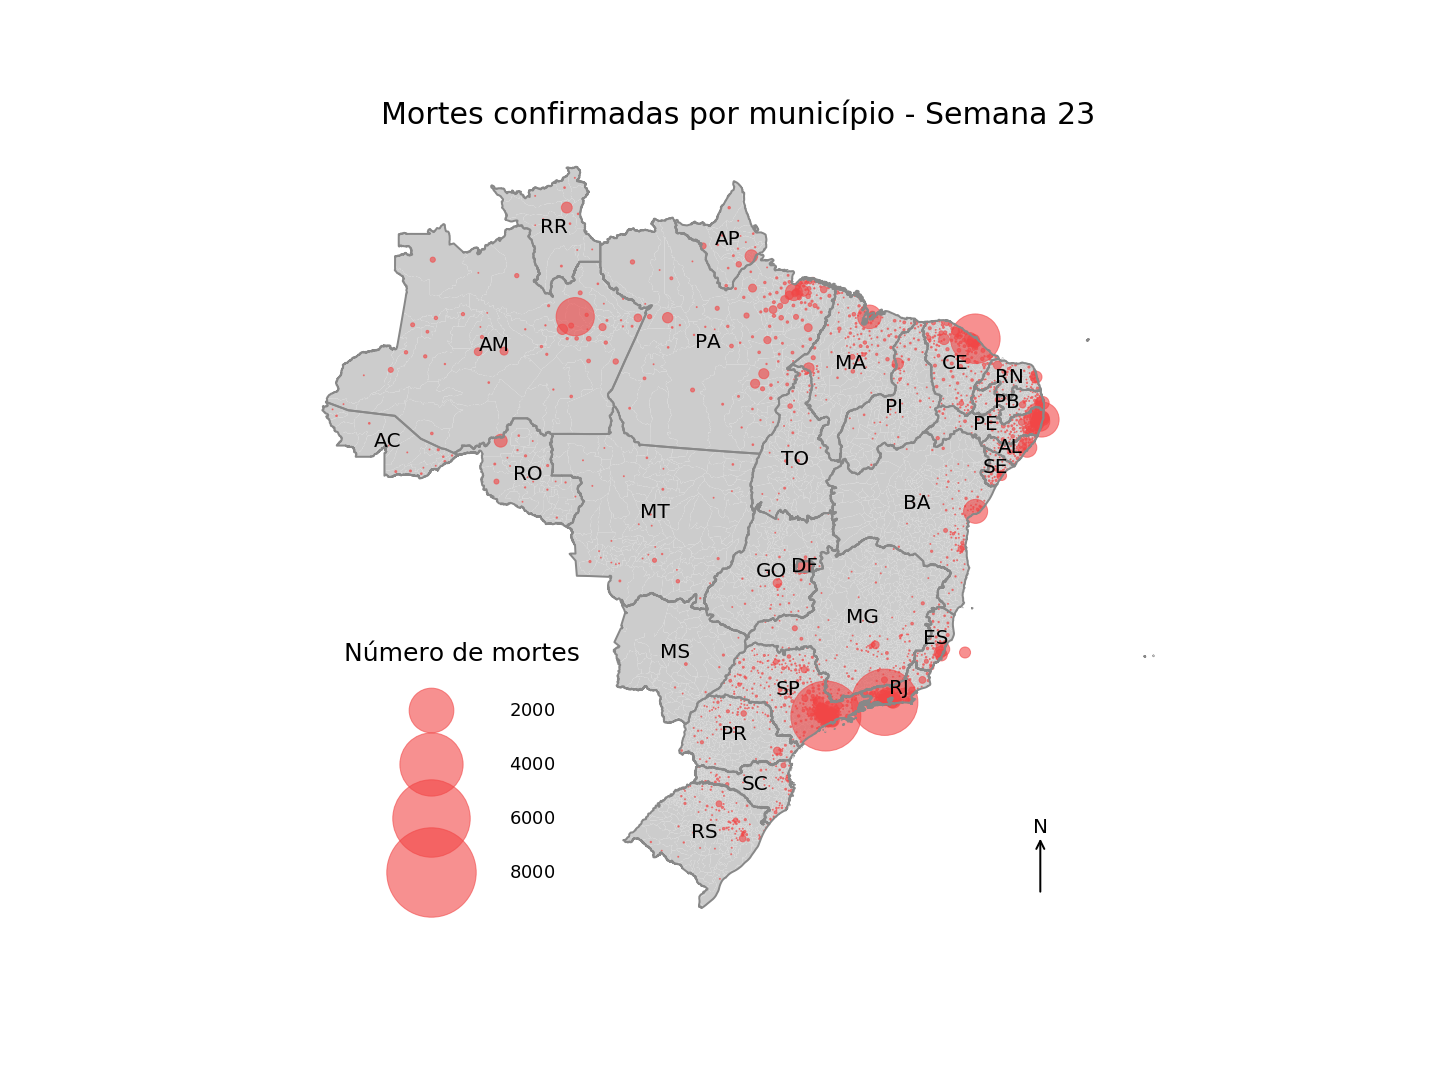 Mortes confirmadas por município - Semana 23
RR
AP
AM
PA
MA
CE
RN
PB
PI
PE
AC
AL
TO
SE
RO
BA
MT
DF
GO
MG
ES
MS
SP
RJ
PR
SC
RS
Número de mortes
2000
4000
6000
8000
N